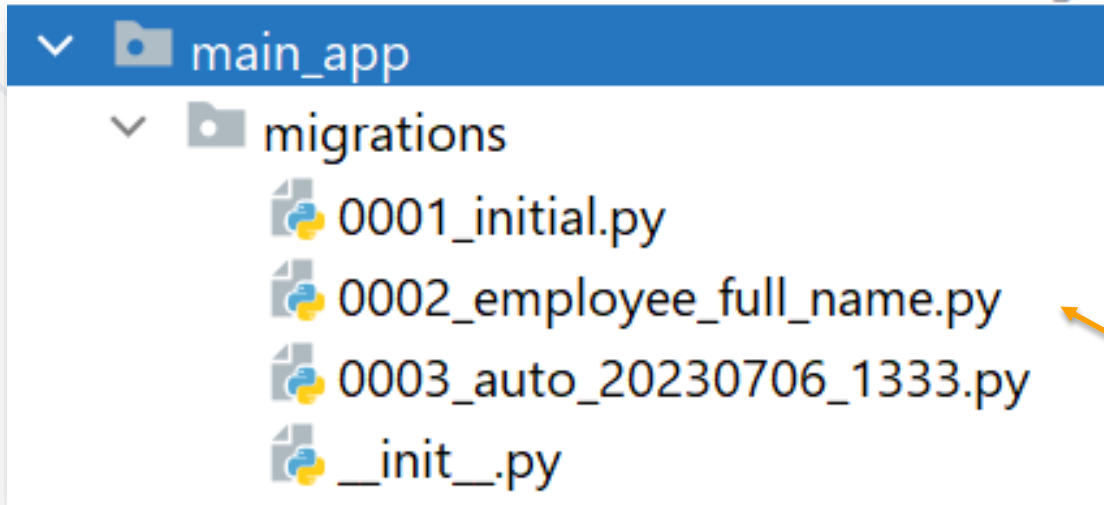 main_app
migrations
0001_initial.py
0002_employee_full_name.py
0003_auto_20230706_1333.py
__init__.py